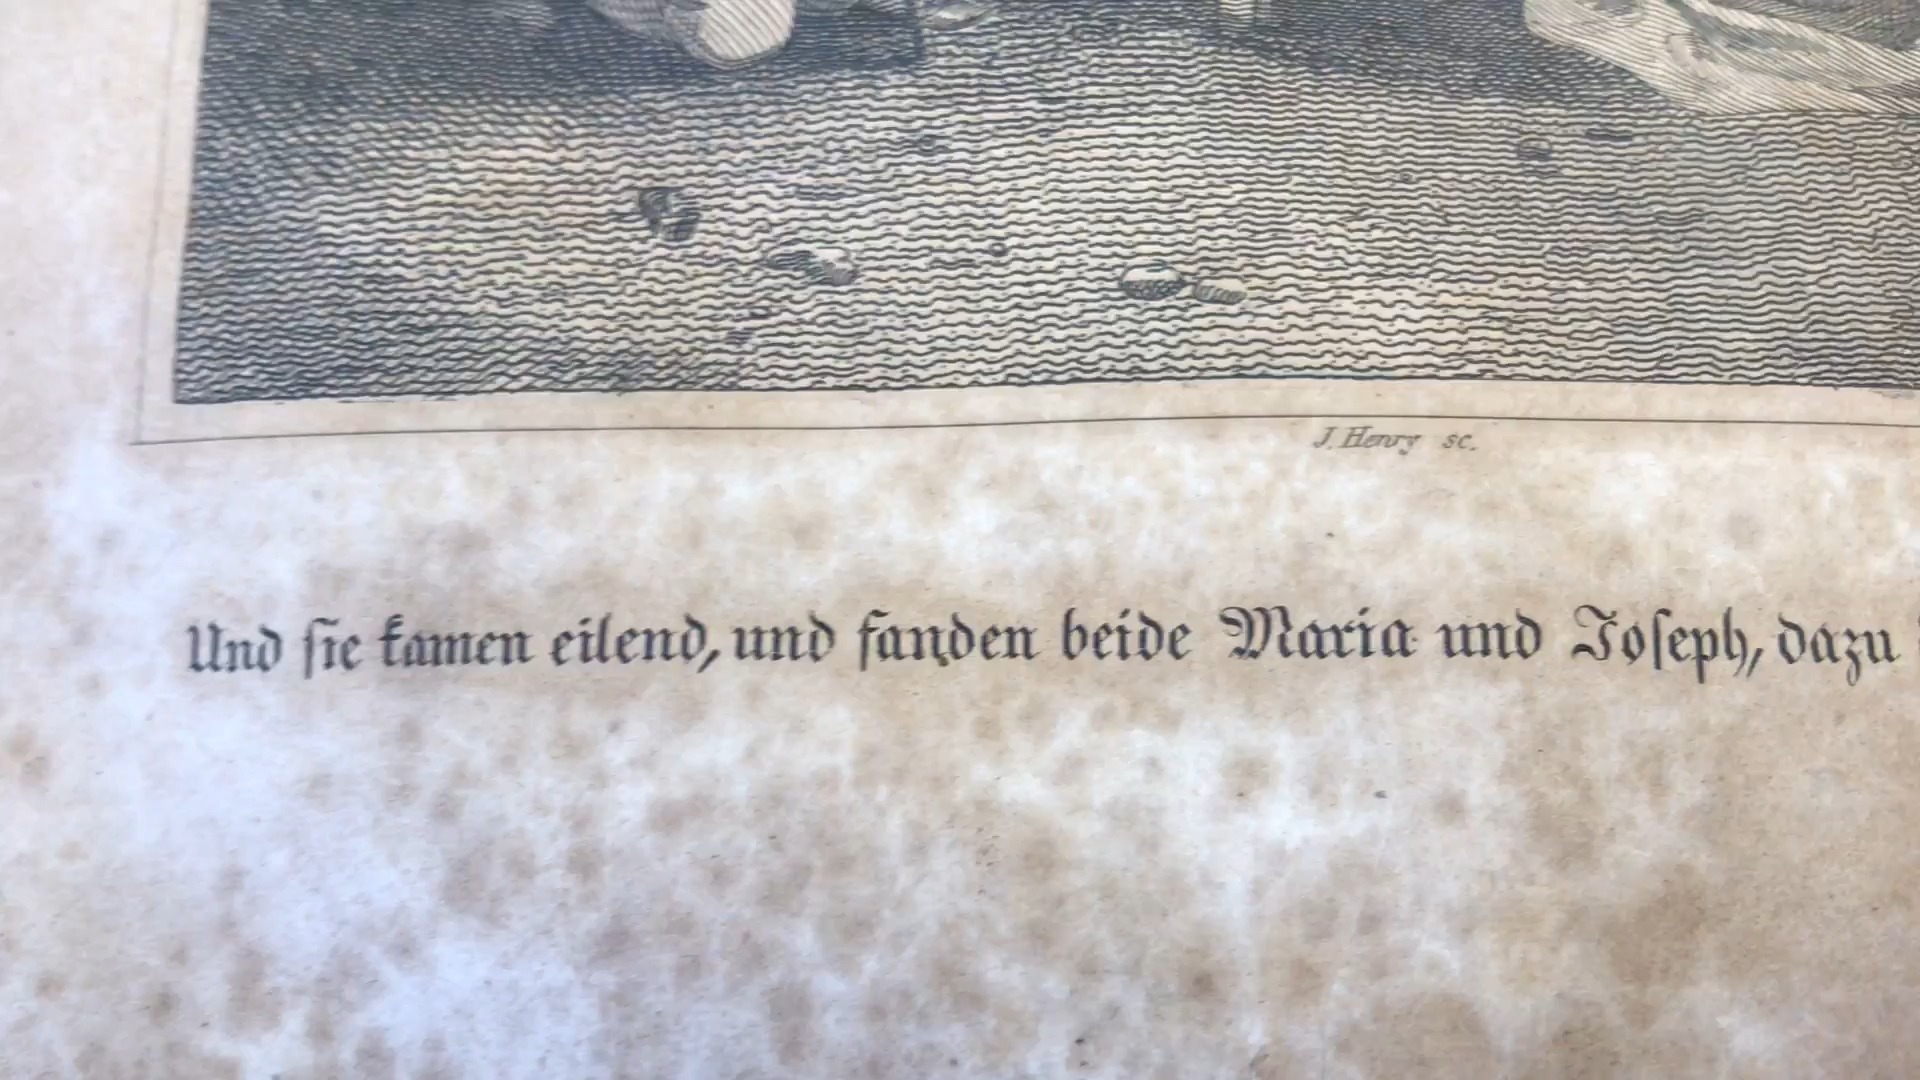 J. Henry sc.
Und ſie kamen eilend, und fanden beide Maria und Joſeph, dazu